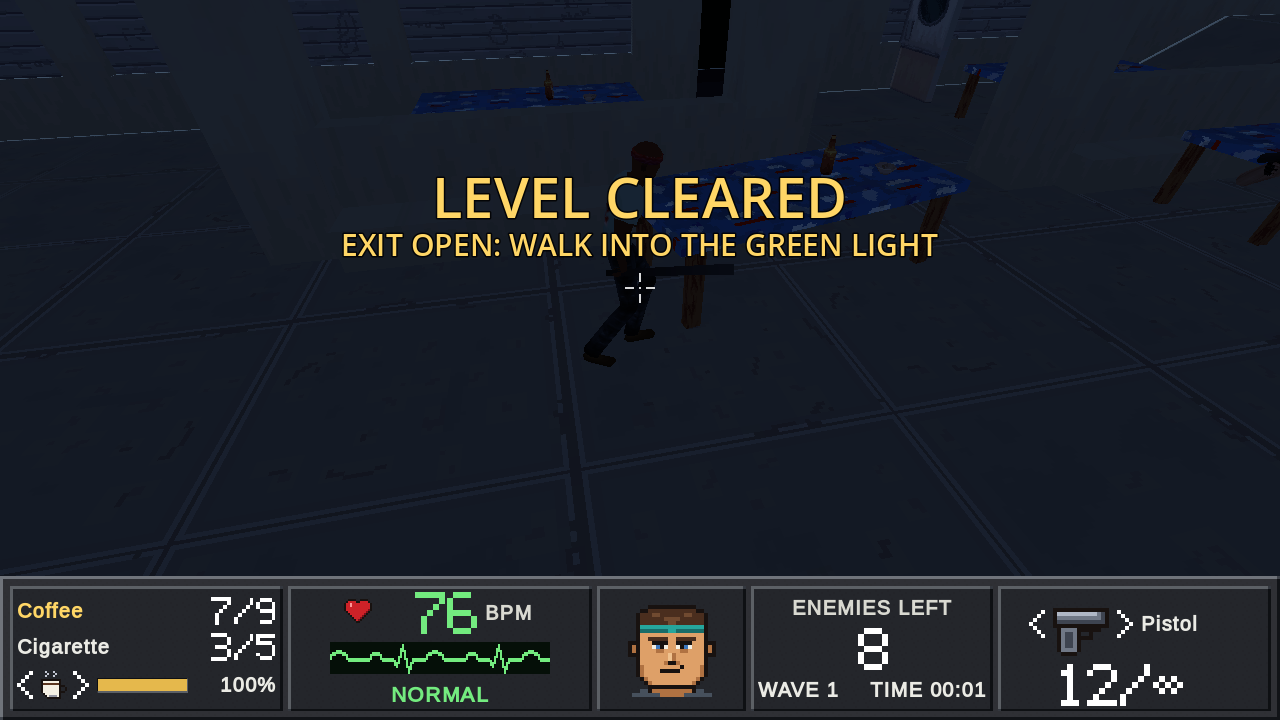 LEVEL CLEARED
EXIT OPEN: WALK INTO THE GREEN LIGHT
Coffee 7/9
Cigarette 3/5
100%
76 BPM
NORMAL
ENEMIES LEFT
8
WAVE 1 TIME 00:01
Pistol
12/∞